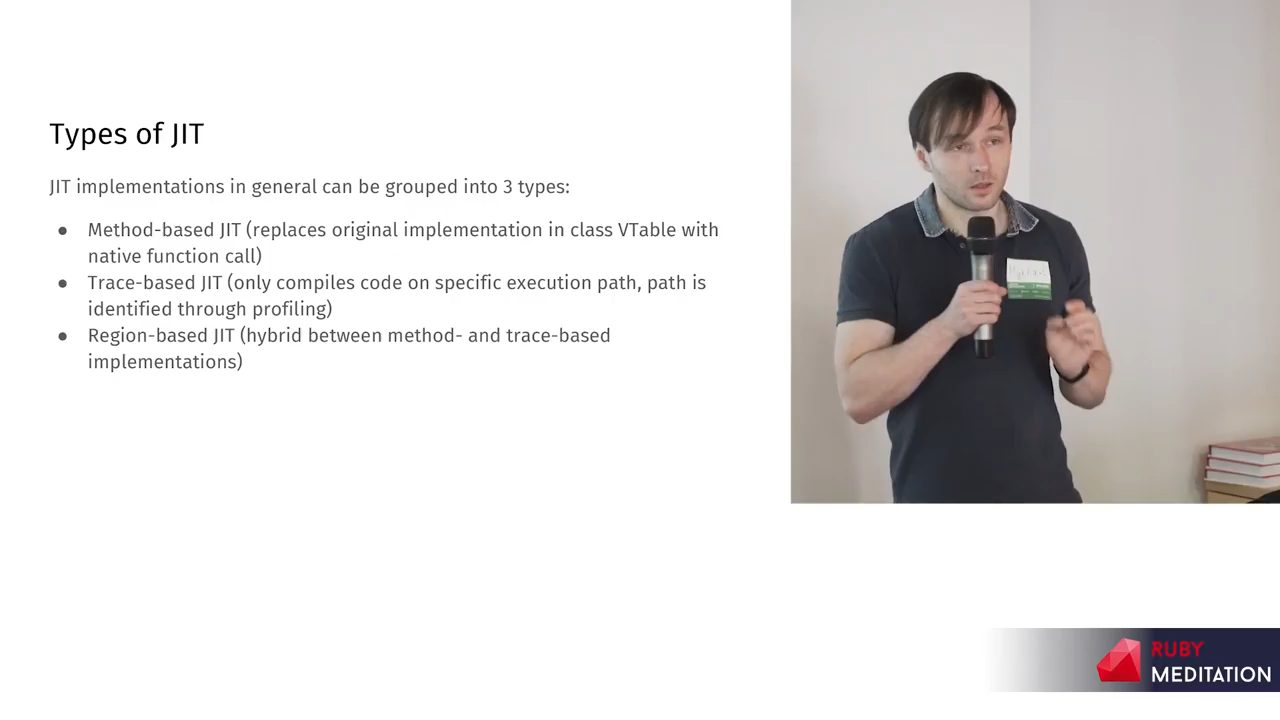 Types of JIT
JIT implementations in general can be grouped into 3 types:
● Method-based JIT (replaces original implementation in class VTable with
native function call)
● Trace-based JIT (only compiles code on specific execution path, path is
identified through profiling)
● Region-based JIT (hybrid between method- and trace-based
implementations)
RUBY
MEDITATION